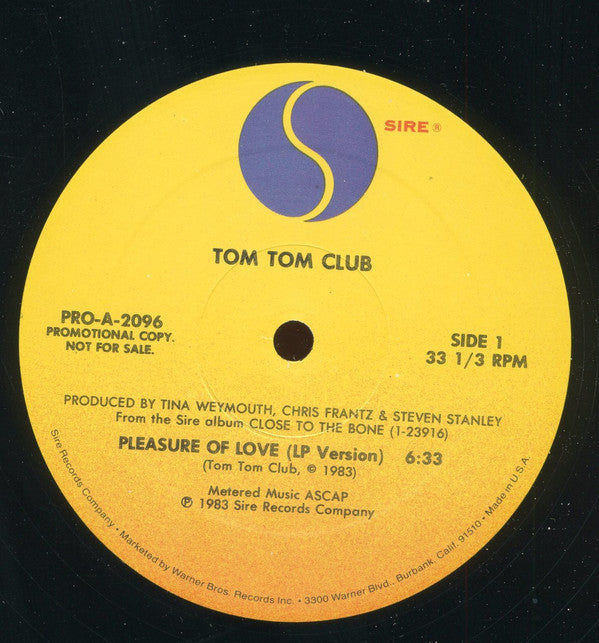 SIRE ®
TOM TOM CLUB
PRO-A-2096
PROMOTIONAL COPY.
NOT FOR SALE.
SIDE 1
33 1/3 RPM
PRODUCED BY TINA WEYMOUTH, CHRIS FRANTZ & STEVEN STANLEY
From the Sire album CLOSE TO THE BONE (1-23916)
PLEASURE OF LOVE (LP Version) 6:33
(Tom Tom Club, © 1983)
Metered Music ASCAP
℗ 1983 Sire Records Company
Sire Records Company • Marketed by Warner Bros. Records Inc. • 3300 Warner Blvd., Burbank, Calif. 91510 • Made in U.S.A.